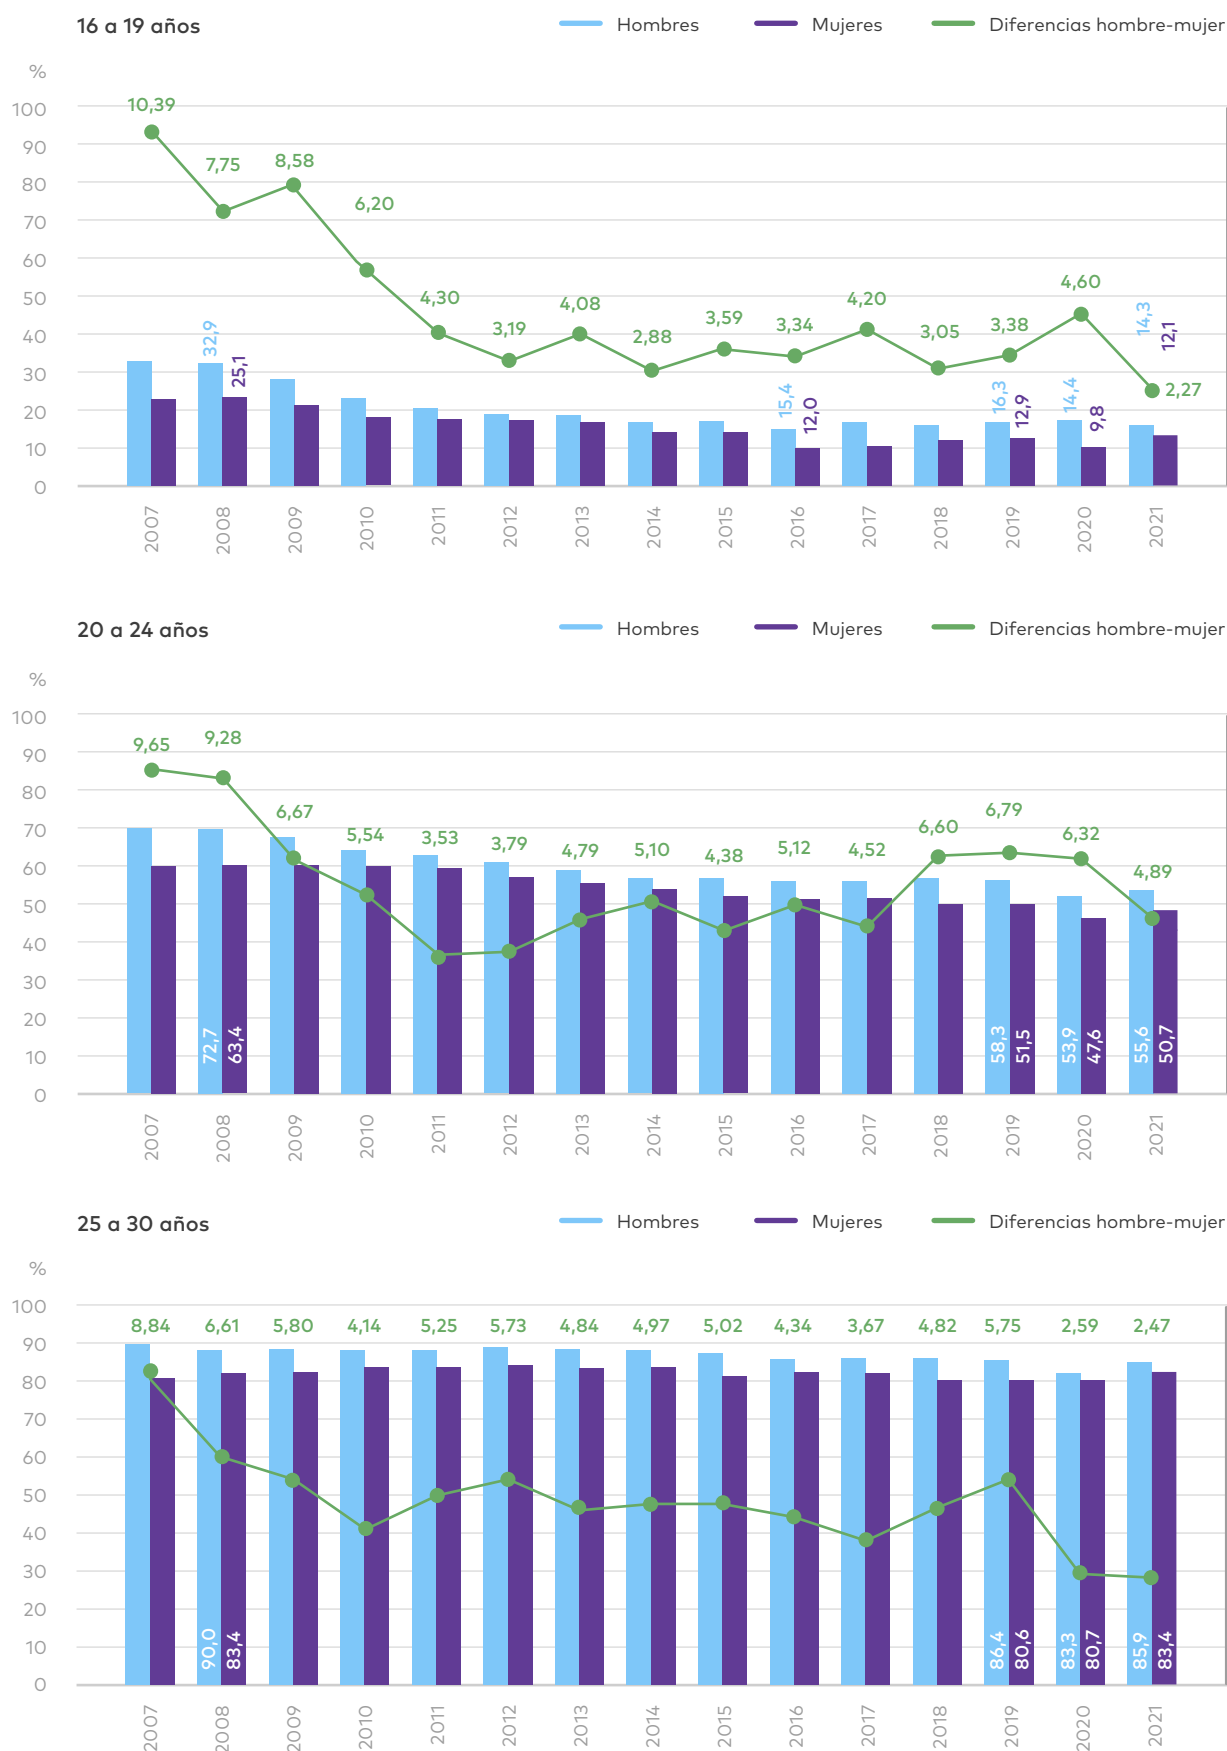 16 a 19 años
Hombres Mujeres Diferencias hombre-mujer
%
100
90
80
70
60
50
40
30
20
10
0
10,39 7,75 8,58 6,20 4,30 3,19 4,08 2,88 3,59 3,34 4,20 3,05 3,38 4,60 2,27
32,9 25,1 15,4 12,0 16,3 12,9 14,4 9,8 14,3 12,1
2007 2008 2009 2010 2011 2012 2013 2014 2015 2016 2017 2018 2019 2020 2021
20 a 24 años
Hombres Mujeres Diferencias hombre-mujer
%
100
90
80
70
60
50
40
30
20
10
0
9,65 9,28 6,67 5,54 3,53 3,79 4,79 5,10 4,38 5,12 4,52 6,60 6,79 6,32 4,89
72,7 63,4 58,3 51,5 53,9 47,6 55,6 50,7
2007 2008 2009 2010 2011 2012 2013 2014 2015 2016 2017 2018 2019 2020 2021
25 a 30 años
Hombres Mujeres Diferencias hombre-mujer
%
100
90
80
70
60
50
40
30
20
10
0
8,84 6,61 5,80 4,14 5,25 5,73 4,84 4,97 5,02 4,34 3,67 4,82 5,75 2,59 2,47
90,0 83,4 86,4 80,6 83,3 80,7 85,9 83,4
2007 2008 2009 2010 2011 2012 2013 2014 2015 2016 2017 2018 2019 2020 2021